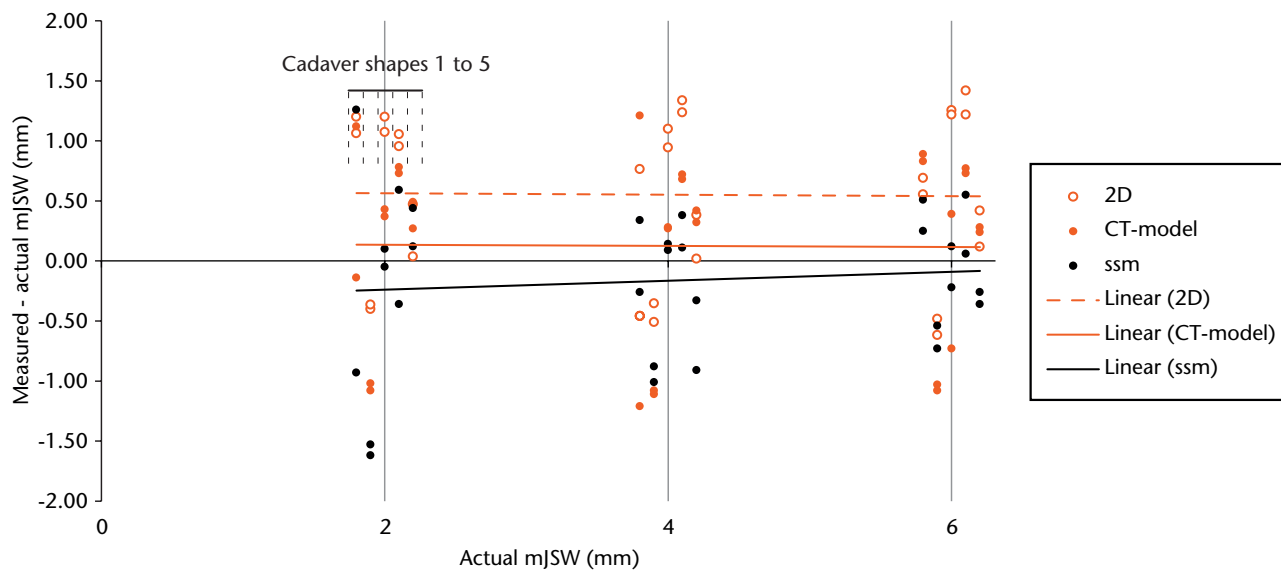 2.00
1.50
1.00
0.50
0.00
-0.50
-1.00
-1.50
-2.00
Measured - actual mJSW (mm)
Cadaver shapes 1 to 5
0 2 4 6
Actual mJSW (mm)
2D
CT-model
ssm
Linear (2D)
Linear (CT-model)
Linear (ssm)